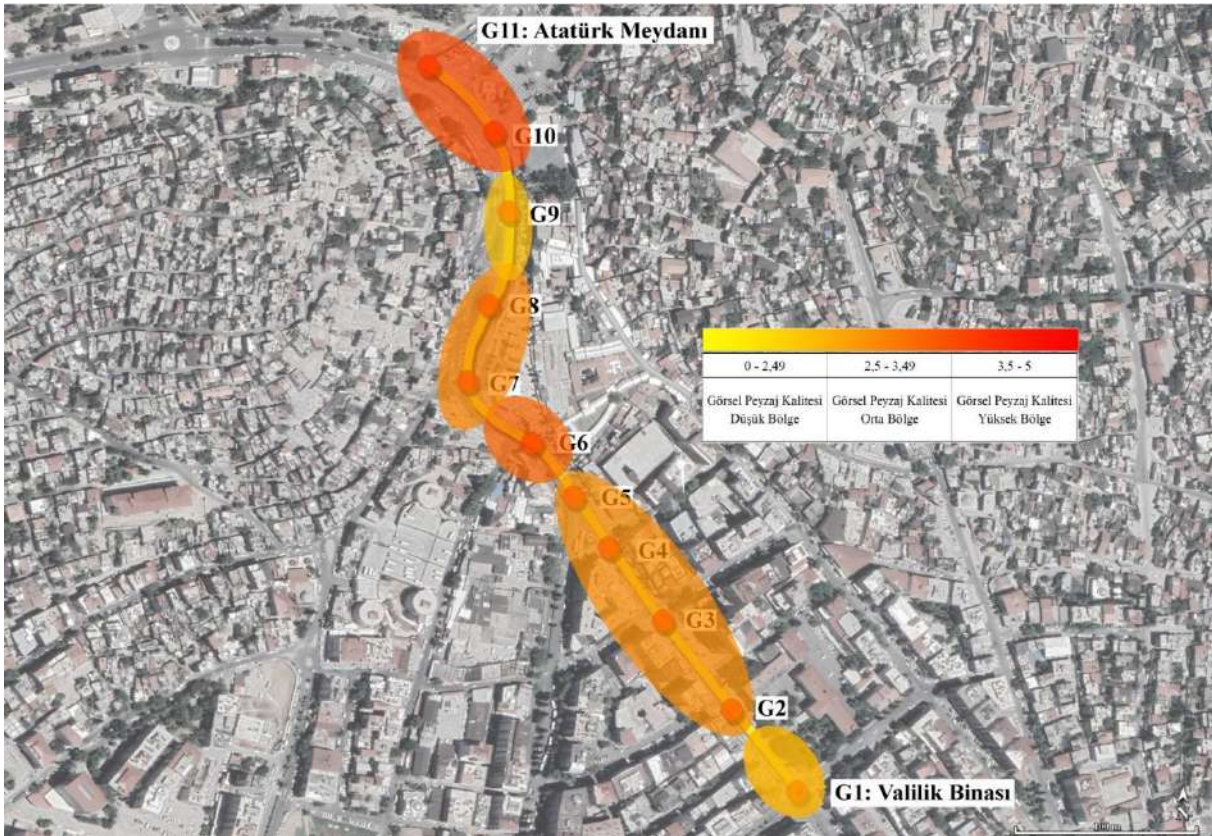 G11: Atatürk Meydanı
G10
G9
G8
G7
G6
G5
G4
G3
G2
G1: Valilik Binası
0 - 2,49
2,5 - 3,49
3,5 - 5
Görsel Peyzaj Kalitesi
Düşük Bölge
Görsel Peyzaj Kalitesi
Orta Bölge
Görsel Peyzaj Kalitesi
Yüksek Bölge
N